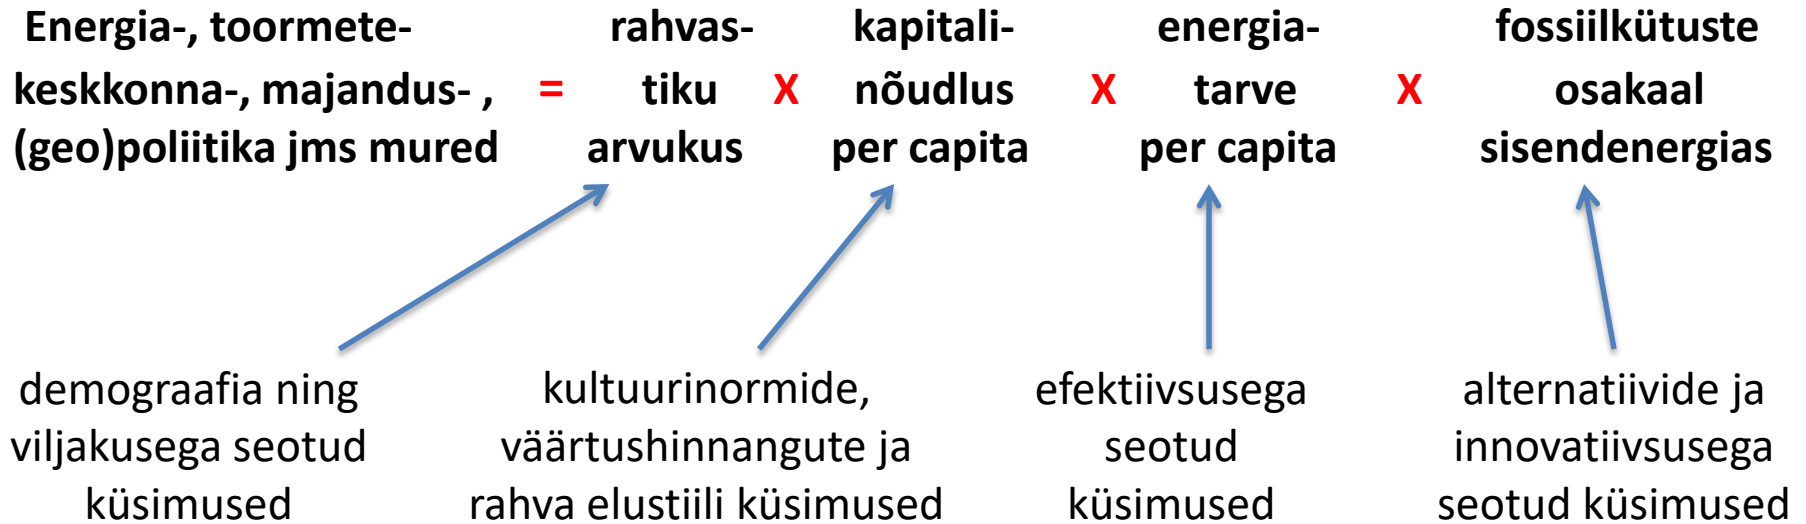 Energia-, toormete- rahvas- kapitali- energia- fossiilkütuste
keskkonna-, majandus- , = tiku X nõudlus X tarve X osakaal
(geo)poliitika jms mured arvukus per capita per capita sisendenergias
demograafia ning kultuurinormide, efektiivsusega alternatiivide ja
viljakusega seotud väärtushinnangute ja seotud innovatiivsusega
küsimused rahva elustiili küsimused küsimused seotud küsimused